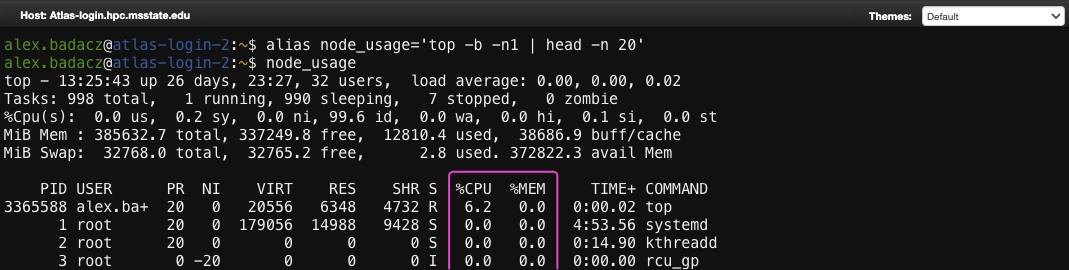 Host: Atlas-login.hpc.msstate.edu Themes: Default
alex.badacz@atlas-login-2:~$ alias node_usage='top -b -n1 | head -n 20'
alex.badacz@atlas-login-2:~$ node_usage
top - 13:25:43 up 26 days, 23:27, 32 users,  load average: 0.00, 0.00, 0.02
Tasks: 998 total,   1 running, 990 sleeping,   7 stopped,   0 zombie
%Cpu(s):  0.0 us,  0.2 sy,  0.0 ni, 99.6 id,  0.0 wa,  0.0 hi,  0.1 si,  0.0 st
MiB Mem : 385632.7 total, 337249.8 free,  12810.4 used,  38686.9 buff/cache
MiB Swap:  32768.0 total,  32765.2 free,      2.8 used. 372822.3 avail Mem
PID USER      PR  NI    VIRT    RES    SHR S  %CPU  %MEM     TIME+ COMMAND
3365588 alex.ba+  20   0   20556   6348   4732 R   6.2   0.0   0:00.02 top
1 root      20   0  179056  14988   9428 S   0.0   0.0   4:53.56 systemd
2 root      20   0       0      0      0 S   0.0   0.0   0:14.90 kthreadd
3 root       0 -20       0      0      0 I   0.0   0.0   0:00.00 rcu_gp